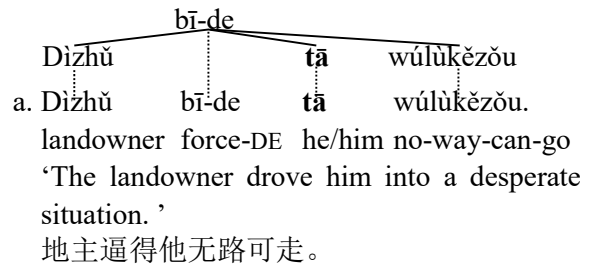 bī-de
Dìzhǔ tā wúlùkězǒu
a. Dìzhǔ bī-de tā wúlùkězǒu.
landowner force-DE he/him no-way-can-go
‘The landowner drove him into a desperate
situation. ’
地主逼得他无路可走。